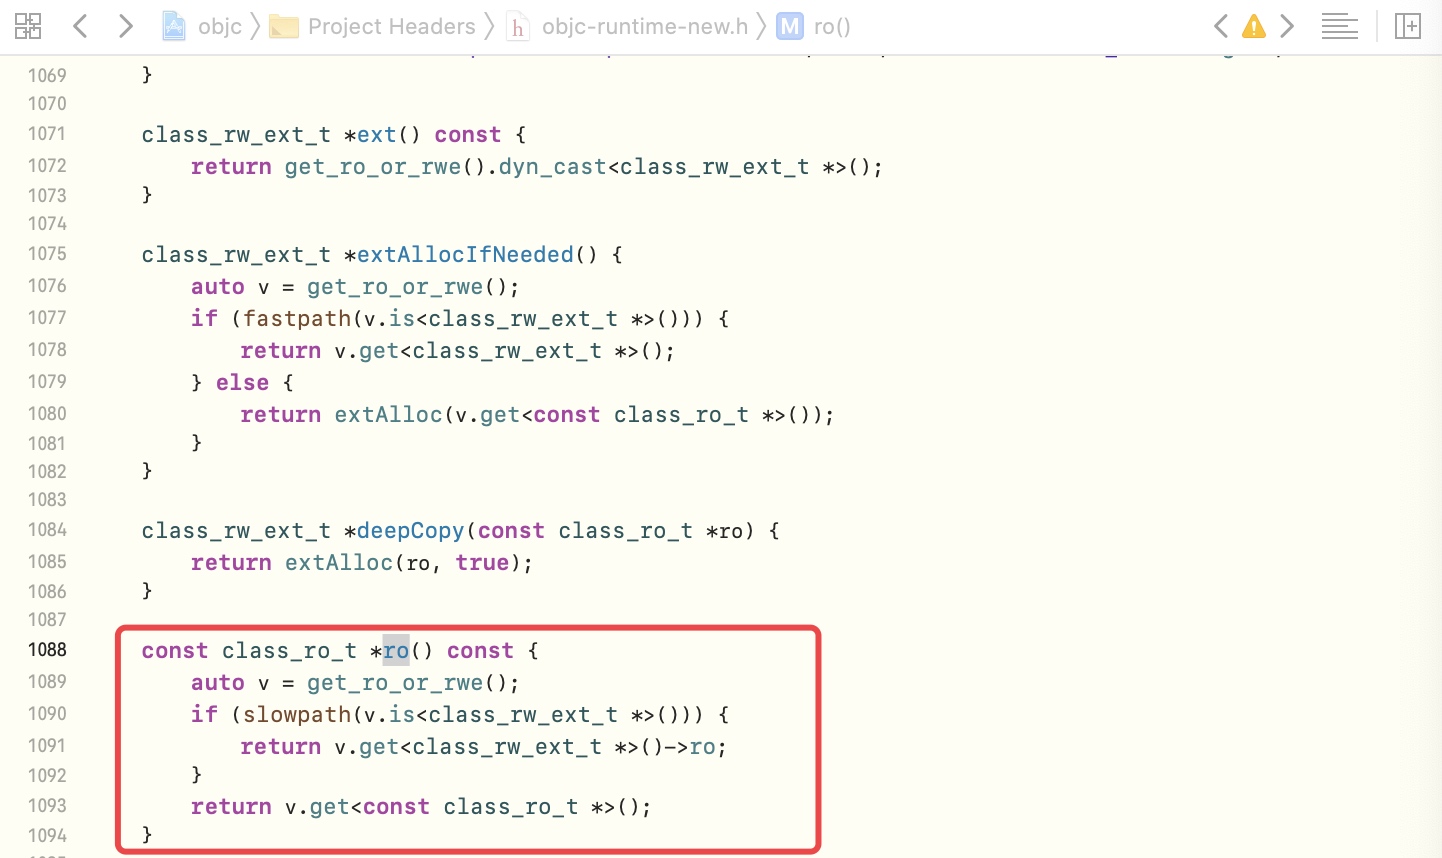 objc Project Headers h objc-runtime-new.h M ro()
1069 }
1070
1071 class_rw_ext_t *ext() const {
1072 return get_ro_or_rwe().dyn_cast<class_rw_ext_t *>();
1073 }
1074
1075 class_rw_ext_t *extAllocIfNeeded() {
1076 auto v = get_ro_or_rwe();
1077 if (fastpath(v.is<class_rw_ext_t *>())) {
1078 return v.get<class_rw_ext_t *>();
1079 } else {
1080 return extAlloc(v.get<const class_ro_t *>());
1081 }
1082 }
1083
1084 class_rw_ext_t *deepCopy(const class_ro_t *ro) {
1085 return extAlloc(ro, true);
1086 }
1087
1088 const class_ro_t *ro() const {
1089 auto v = get_ro_or_rwe();
1090 if (slowpath(v.is<class_rw_ext_t *>())) {
1091 return v.get<class_rw_ext_t *>()->ro;
1092 }
1093 return v.get<const class_ro_t *>();
1094 }